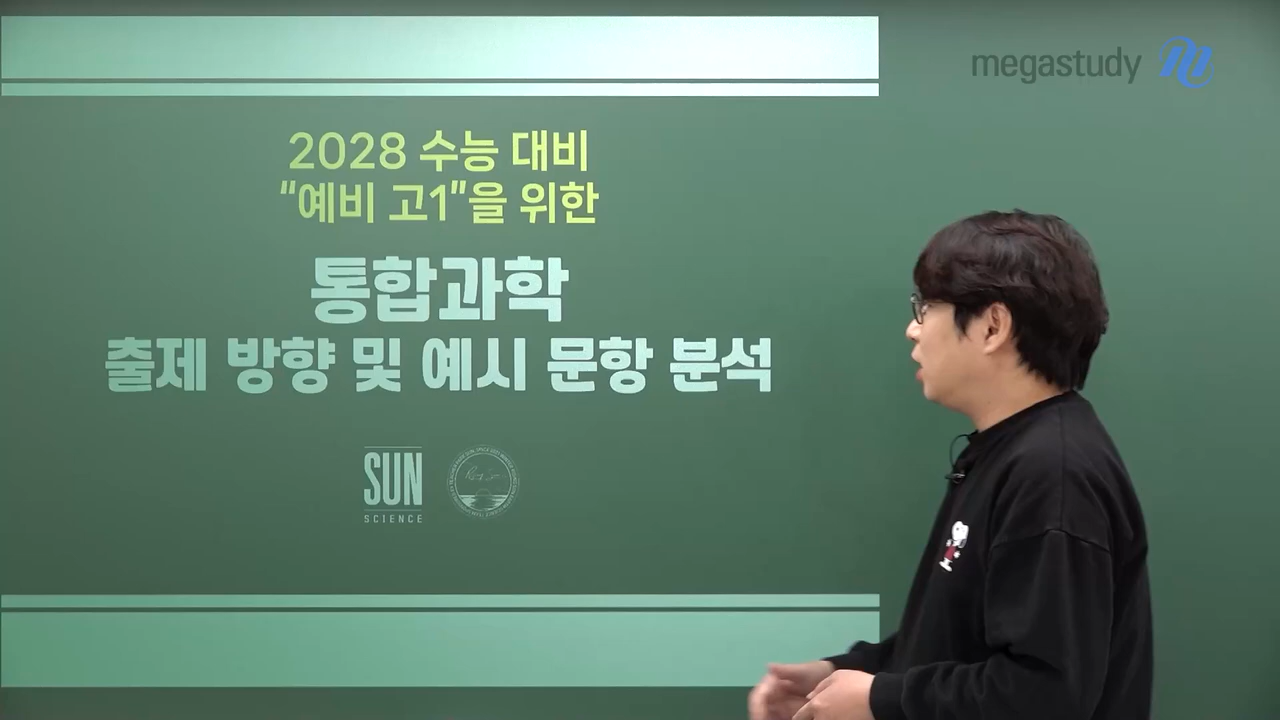 megastudy
2028 수능 대비
“예비 고1”을 위한
통합과학
출제 방향 및 예시 문항 분석
SUN
SCIENCE